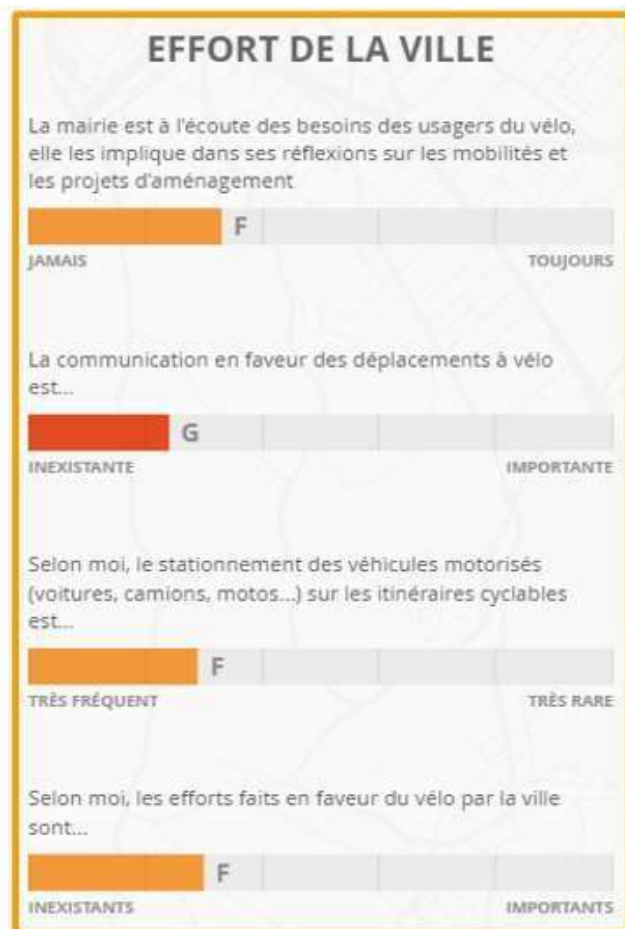 EFFORT DE LA VILLE
La mairie est à l'écoute des besoins des usagers du vélo,
elle les implique dans ses réflexions sur les mobilités et
les projets d'aménagement
F
JAMAIS TOUJOURS
La communication en faveur des déplacements à vélo
est...
G
INEXISTANTE IMPORTANTE
Selon moi, le stationnement des véhicules motorisés
(voitures, camions, motos...) sur les itinéraires cyclables
est...
F
TRÈS FRÉQUENT TRÈS RARE
Selon moi, les efforts faits en faveur du vélo par la ville
sont...
F
INEXISTANTS IMPORTANTS